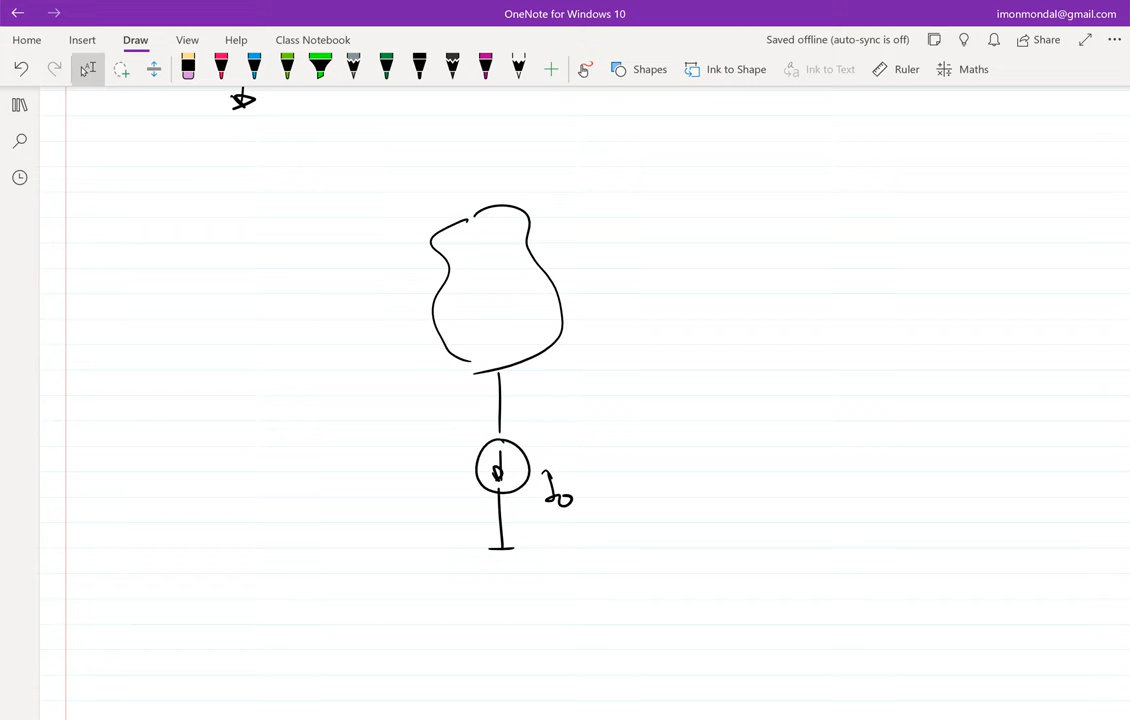 OneNote for Windows 10
imonmondal@gmail.com
Home Insert Draw View Help Class Notebook
Saved offline (auto-sync is off) Share
Shapes Ink to Shape Ink to Text Ruler Maths
I0